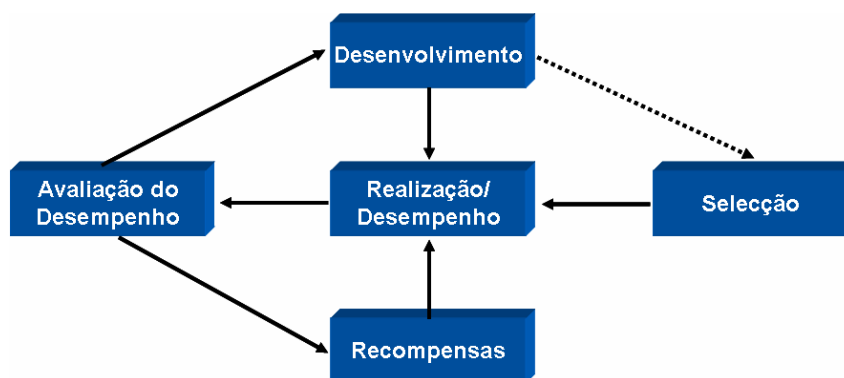 Desenvolvimento
Avaliação do
Desempenho
Realização/
Desempenho
Selecção
Recompensas